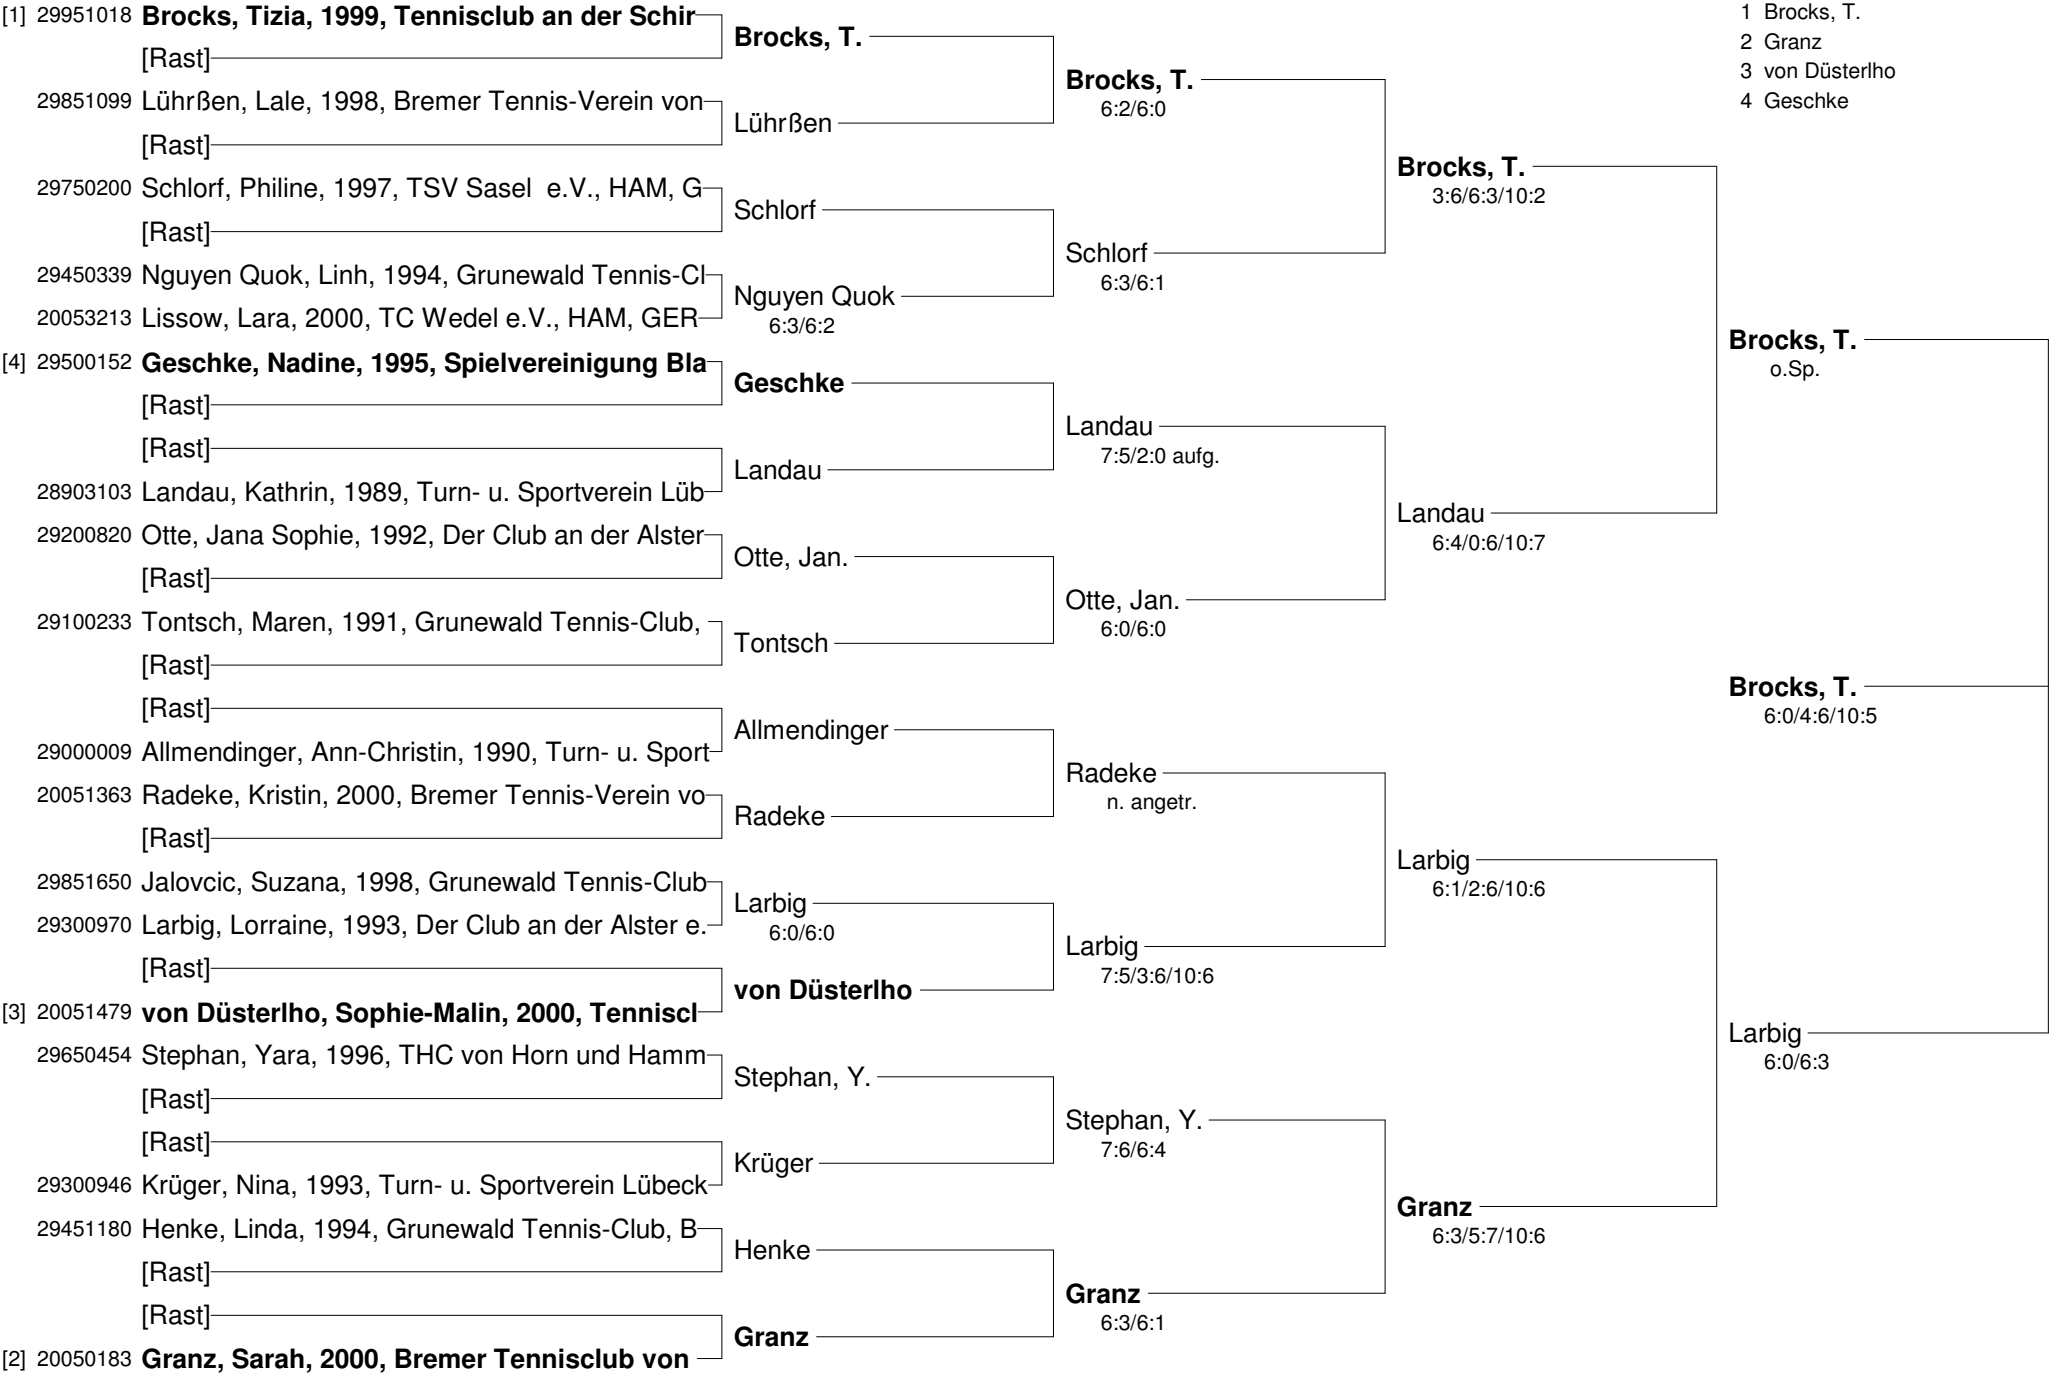 [1] 29951018 Brocks, Tizia, 1999, Tennisclub an der Schir
[Rast]
29851099 Lührßen, Lale, 1998, Bremer Tennis-Verein von
[Rast]
29750200 Schlorf, Philine, 1997, TSV Sasel e.V., HAM, G
[Rast]
29450339 Nguyen Quok, Linh, 1994, Grunewald Tennis-Cl
20053213 Lissow, Lara, 2000, TC Wedel e.V., HAM, GER
[4] 29500152 Geschke, Nadine, 1995, Spielvereinigung Bla
[Rast]
[Rast]
28903103 Landau, Kathrin, 1989, Turn- u. Sportverein Lüb
29200820 Otte, Jana Sophie, 1992, Der Club an der Alster
[Rast]
29100233 Tontsch, Maren, 1991, Grunewald Tennis-Club,
[Rast]
[Rast]
29000009 Allmendinger, Ann-Christin, 1990, Turn- u. Sport
20051363 Radeke, Kristin, 2000, Bremer Tennis-Verein vo
[Rast]
29851650 Jalovcic, Suzana, 1998, Grunewald Tennis-Club
29300970 Larbig, Lorraine, 1993, Der Club an der Alster e.
[Rast]
[3] 20051479 von Düsterlho, Sophie-Malin, 2000, Tenniscl
29650454 Stephan, Yara, 1996, THC von Horn und Hamm
[Rast]
[Rast]
29300946 Krüger, Nina, 1993, Turn- u. Sportverein Lübeck
29451180 Henke, Linda, 1994, Grunewald Tennis-Club, B
[Rast]
[Rast]
[2] 20050183 Granz, Sarah, 2000, Bremer Tennisclub von
Brocks, T.
Lührßen
Schlorf
Nguyen Quok
6:3/6:2
Geschke
Landau
Otte, Jan.
Tontsch
Allmendinger
Radeke
Larbig
6:0/6:0
von Düsterlho
Stephan, Y.
Krüger
Henke
Granz
Brocks, T.
6:2/6:0
Schlorf
6:3/6:1
Landau
7:5/2:0 aufg.
Otte, Jan.
6:0/6:0
Radeke
n. angetr.
Larbig
7:5/3:6/10:6
Stephan, Y.
7:6/6:4
Granz
6:3/6:1
Brocks, T.
3:6/6:3/10:2
Landau
6:4/0:6/10:7
Larbig
6:1/2:6/10:6
Granz
6:3/5:7/10:6
1 Brocks, T.
2 Granz
3 von Düsterlho
4 Geschke
Brocks, T.
o.Sp.
Brocks, T.
6:0/4:6/10:5
Larbig
6:0/6:3